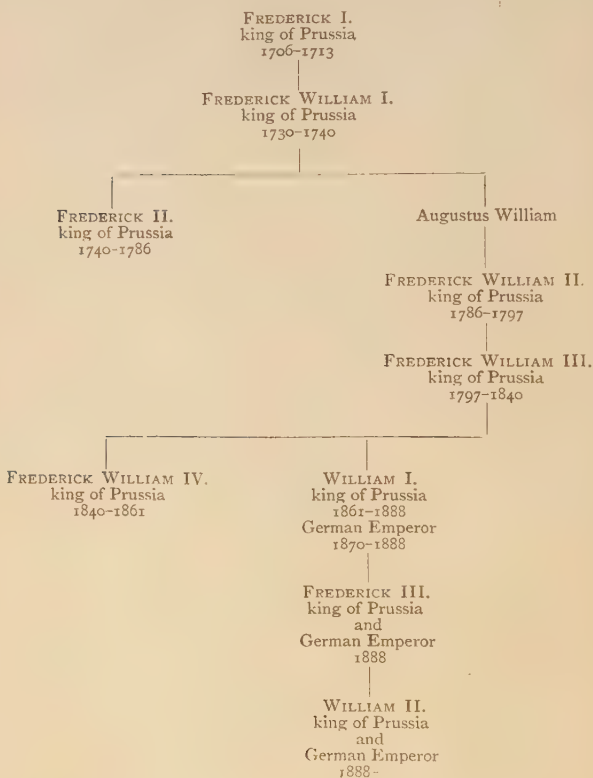 FREDERICK I.
king of Prussia
1706-1713
FREDERICK WILLIAM I.
king of Prussia
1730-1740
FREDERICK II.
king of Prussia
1740-1786
Augustus William
FREDERICK WILLIAM II.
king of Prussia
1786-1797
FREDERICK WILLIAM III.
king of Prussia
1797-1840
FREDERICK WILLIAM IV.
king of Prussia
1840-1861
WILLIAM I.
king of Prussia
1861-1888
German Emperor
1870-1888
FREDERICK III.
king of Prussia
and
German Emperor
1888
WILLIAM II.
king of Prussia
and
German Emperor
1888-